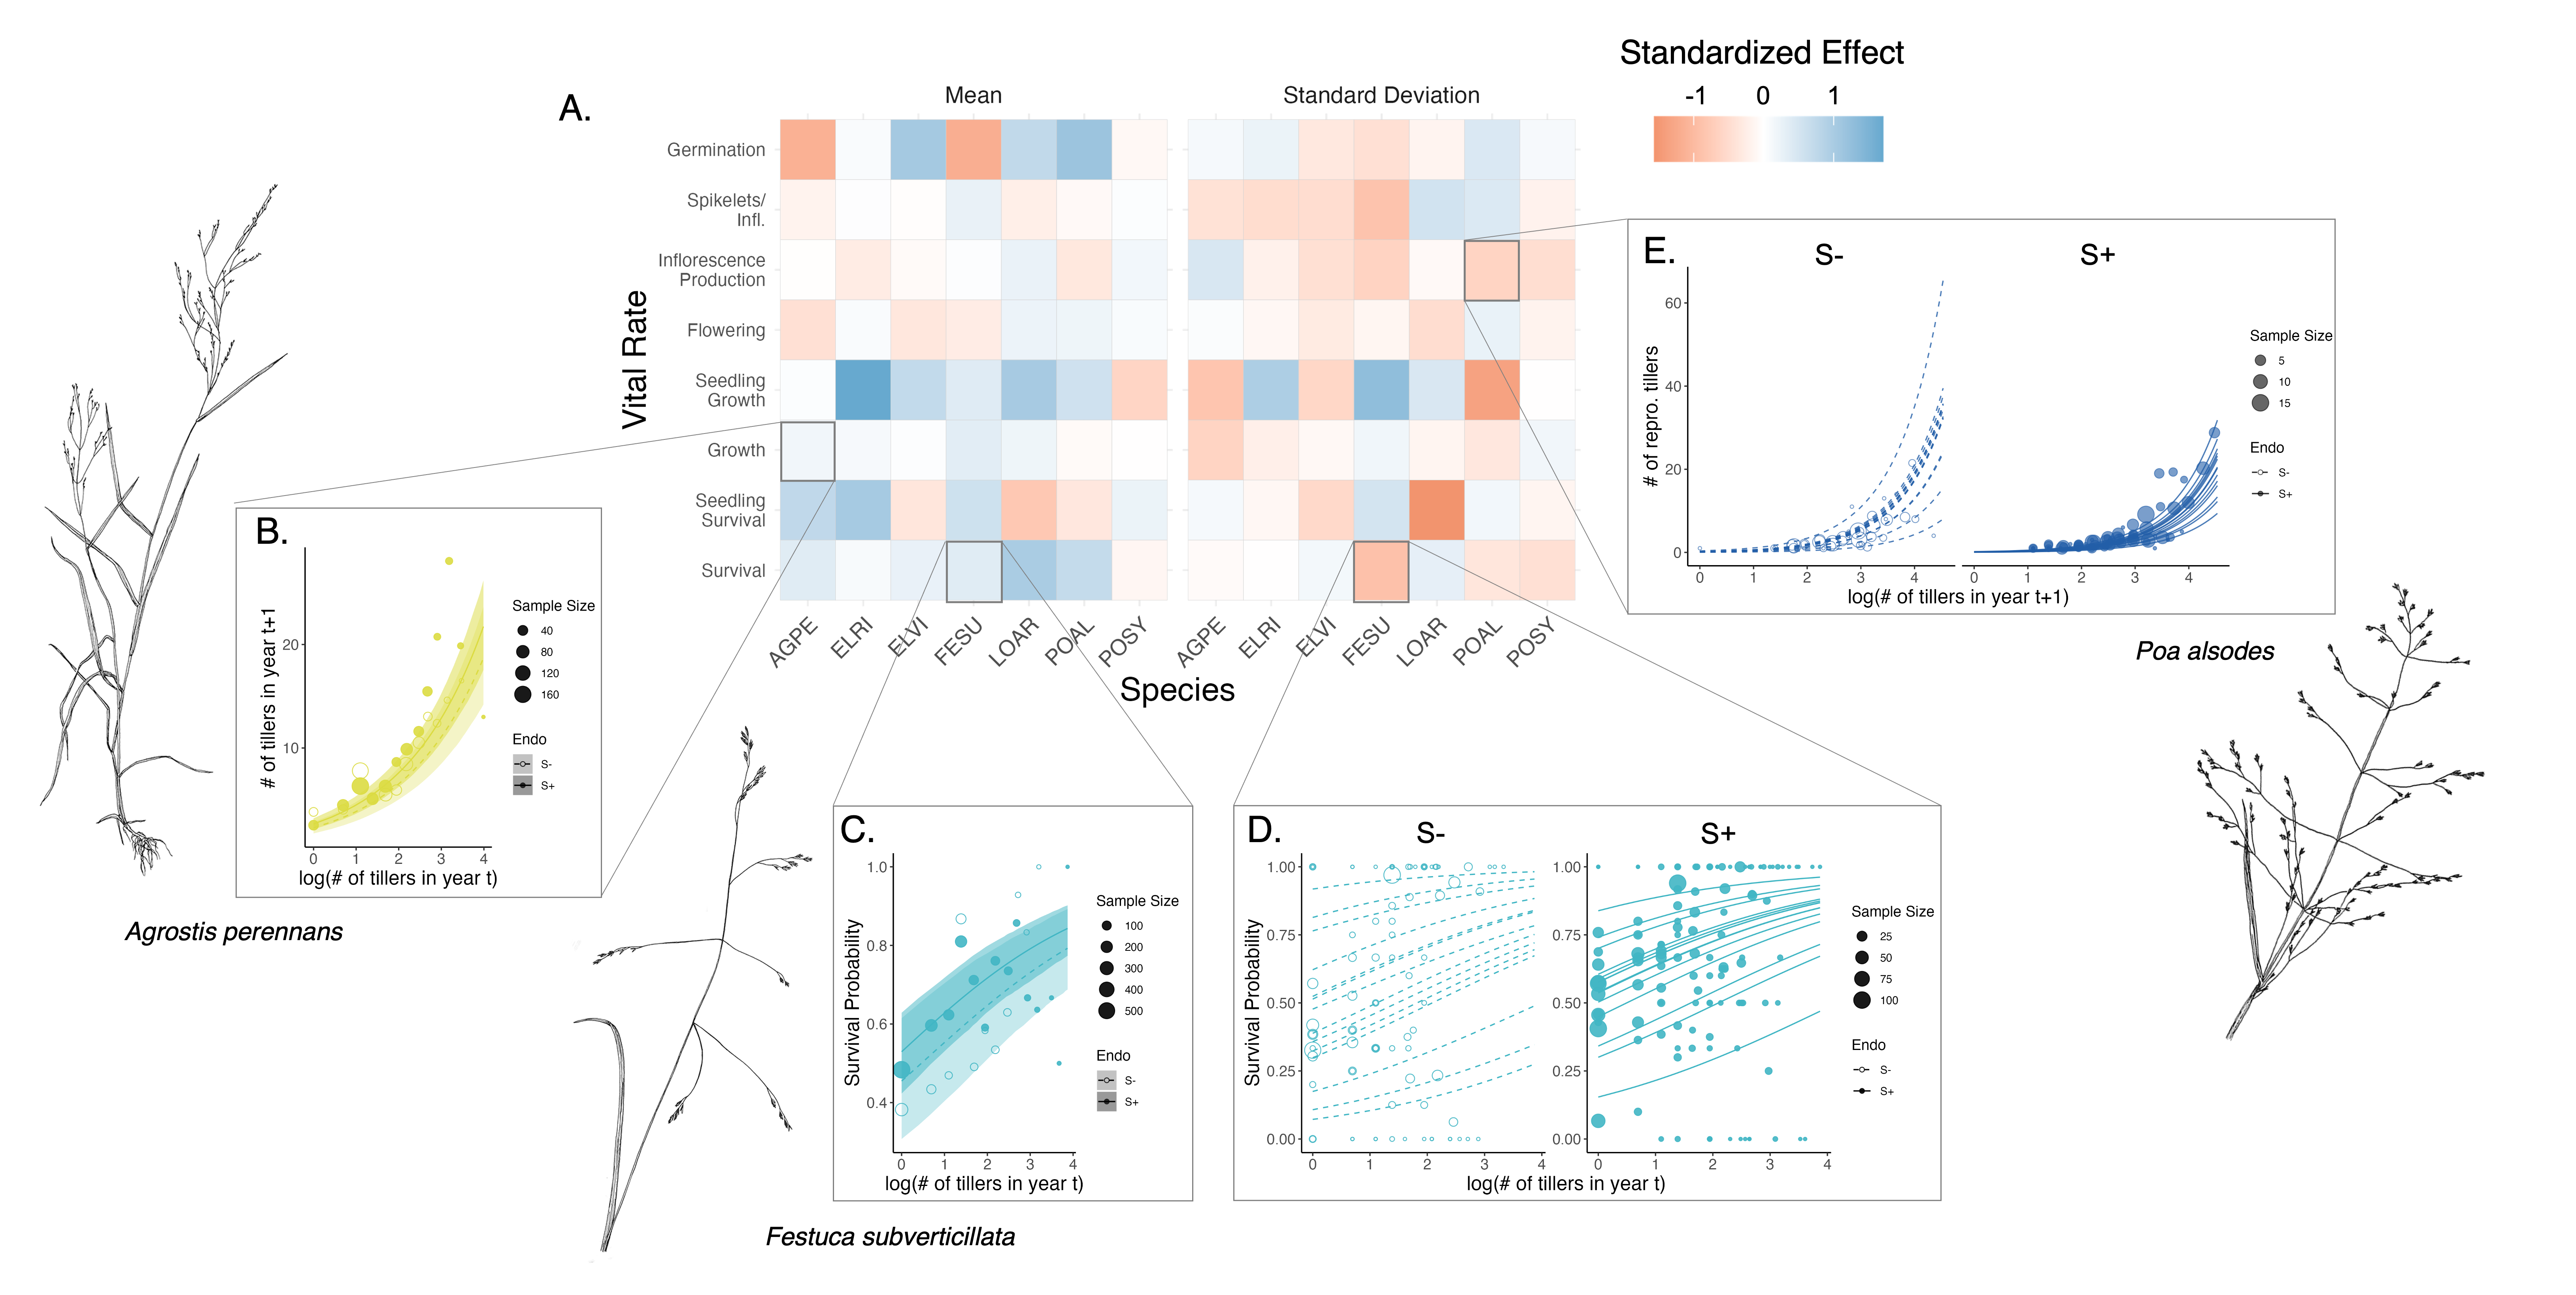 Standardized Effect
-1 0 1
A.
Mean
Standard Deviation
Vital Rate
Germination
Spikelets/
Infl.
Inflorescence
Production
Flowering
Seedling
Growth
Growth
Seedling
Survival
Survival
AGPE ELRI ELVI FESU LOAR POAL POSY
AGPE ELRI ELVI FESU LOAR POAL POSY
Species
B.
# of tillers in year t+1
20
10
0 1 2 3 4
log(# of tillers in year t)
Sample Size
40
80
120
160
Endo
S-
S+
Agrostis perennans
C.
Survival Probability
1.0
0.8
0.6
0.4
0 1 2 3 4
log(# of tillers in year t)
Sample Size
100
200
300
400
500
Endo
S-
S+
Festuca subverticillata
D.
S-
S+
Survival Probability
1.00
0.75
0.50
0.25
0.00
0 1 2 3 4
1.00
0.75
0.50
0.25
0.00
0 1 2 3 4
log(# of tillers in year t)
Sample Size
25
50
75
100
Endo
S-
S+
E.
S-
S+
# of repro. tillers
60
40
20
0
0 1 2 3 4
0 1 2 3 4
log(# of tillers in year t+1)
Sample Size
5
10
15
Endo
S-
S+
Poa alsodes